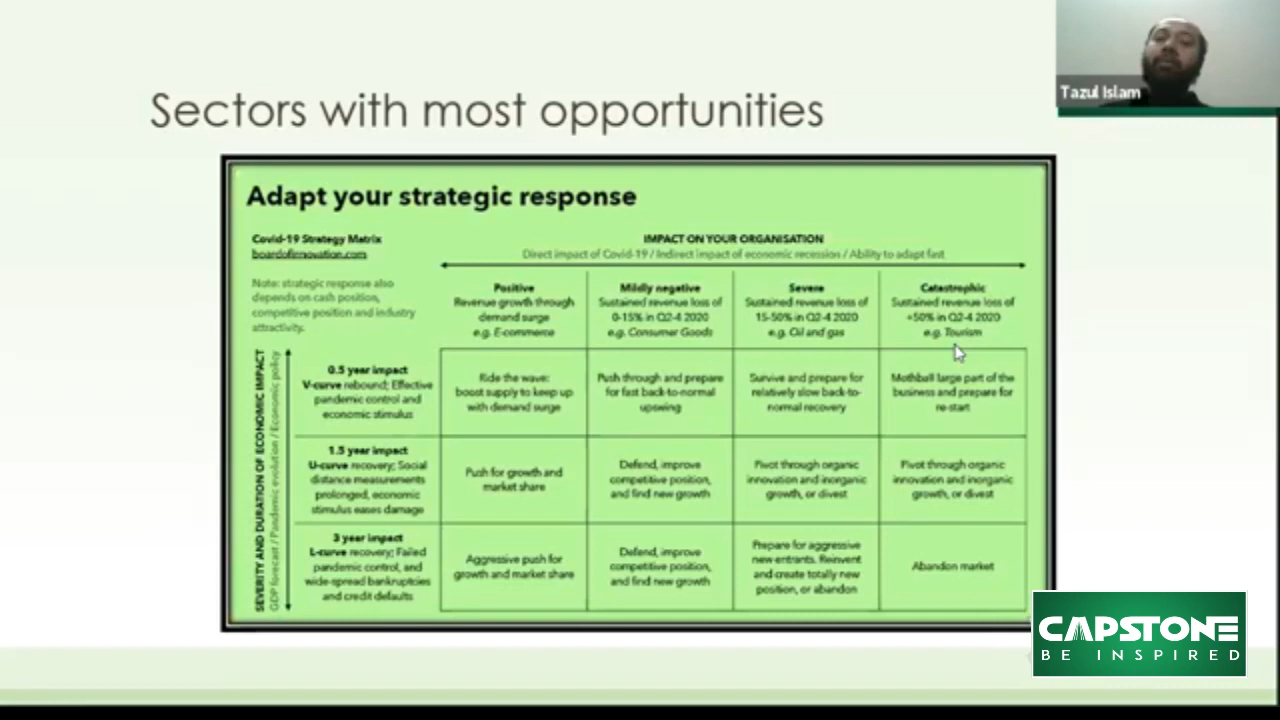 Tazul Islam
Sectors with most opportunities
Adapt your strategic response
Covid-19 Strategy Matrix
boardofinnovation.com
Note: strategic response also
depends on cash position,
competitive position and industry
attractivity.
IMPACT ON YOUR ORGANISATION
Direct impact of Covid-19 / Indirect impact of economic recession / Ability to adapt fast
Positive
Revenue growth through
demand surge
e.g. E-commerce
Mildly negative
Sustained revenue loss of
0-15% in Q2-4 2020
e.g. Consumer Goods
Severe
Sustained revenue loss of
15-50% in Q2-4 2020
e.g. Oil and gas
Catastrophic
Sustained revenue loss of
+50% in Q2-4 2020
e.g. Tourism
SEVERITY AND DURATION OF ECONOMIC IMPACT
GDP forecast / Pandemic evolution / Economic policy
0.5 year impact
V-curve rebound; Effective
pandemic control and
economic stimulus
Ride the wave:
boost supply to keep up
with demand surge
Push through and prepare
for fast back-to-normal
upswing
Survive and prepare for
relatively slow back-to-
normal recovery
Mothball large part of the
business and prepare for
re-start
1.5 year impact
U-curve recovery; Social
distance measurements
prolonged, economic
stimulus eases damage
Push for growth and
market share
Defend, improve
competitive position,
and find new growth
Pivot through organic
innovation and inorganic
growth, or divest
Pivot through organic
innovation and inorganic
growth, or divest
3 year impact
L-curve recovery; Failed
pandemic control, and
wide-spread bankruptcies
and credit defaults
Aggressive push for
growth and market share
Defend, improve
competitive position,
and find new growth
Prepare for aggressive
new entrants. Reinvent
and create totally new
position, or abandon
Abandon market
CAPSTONE
BE INSPIRED